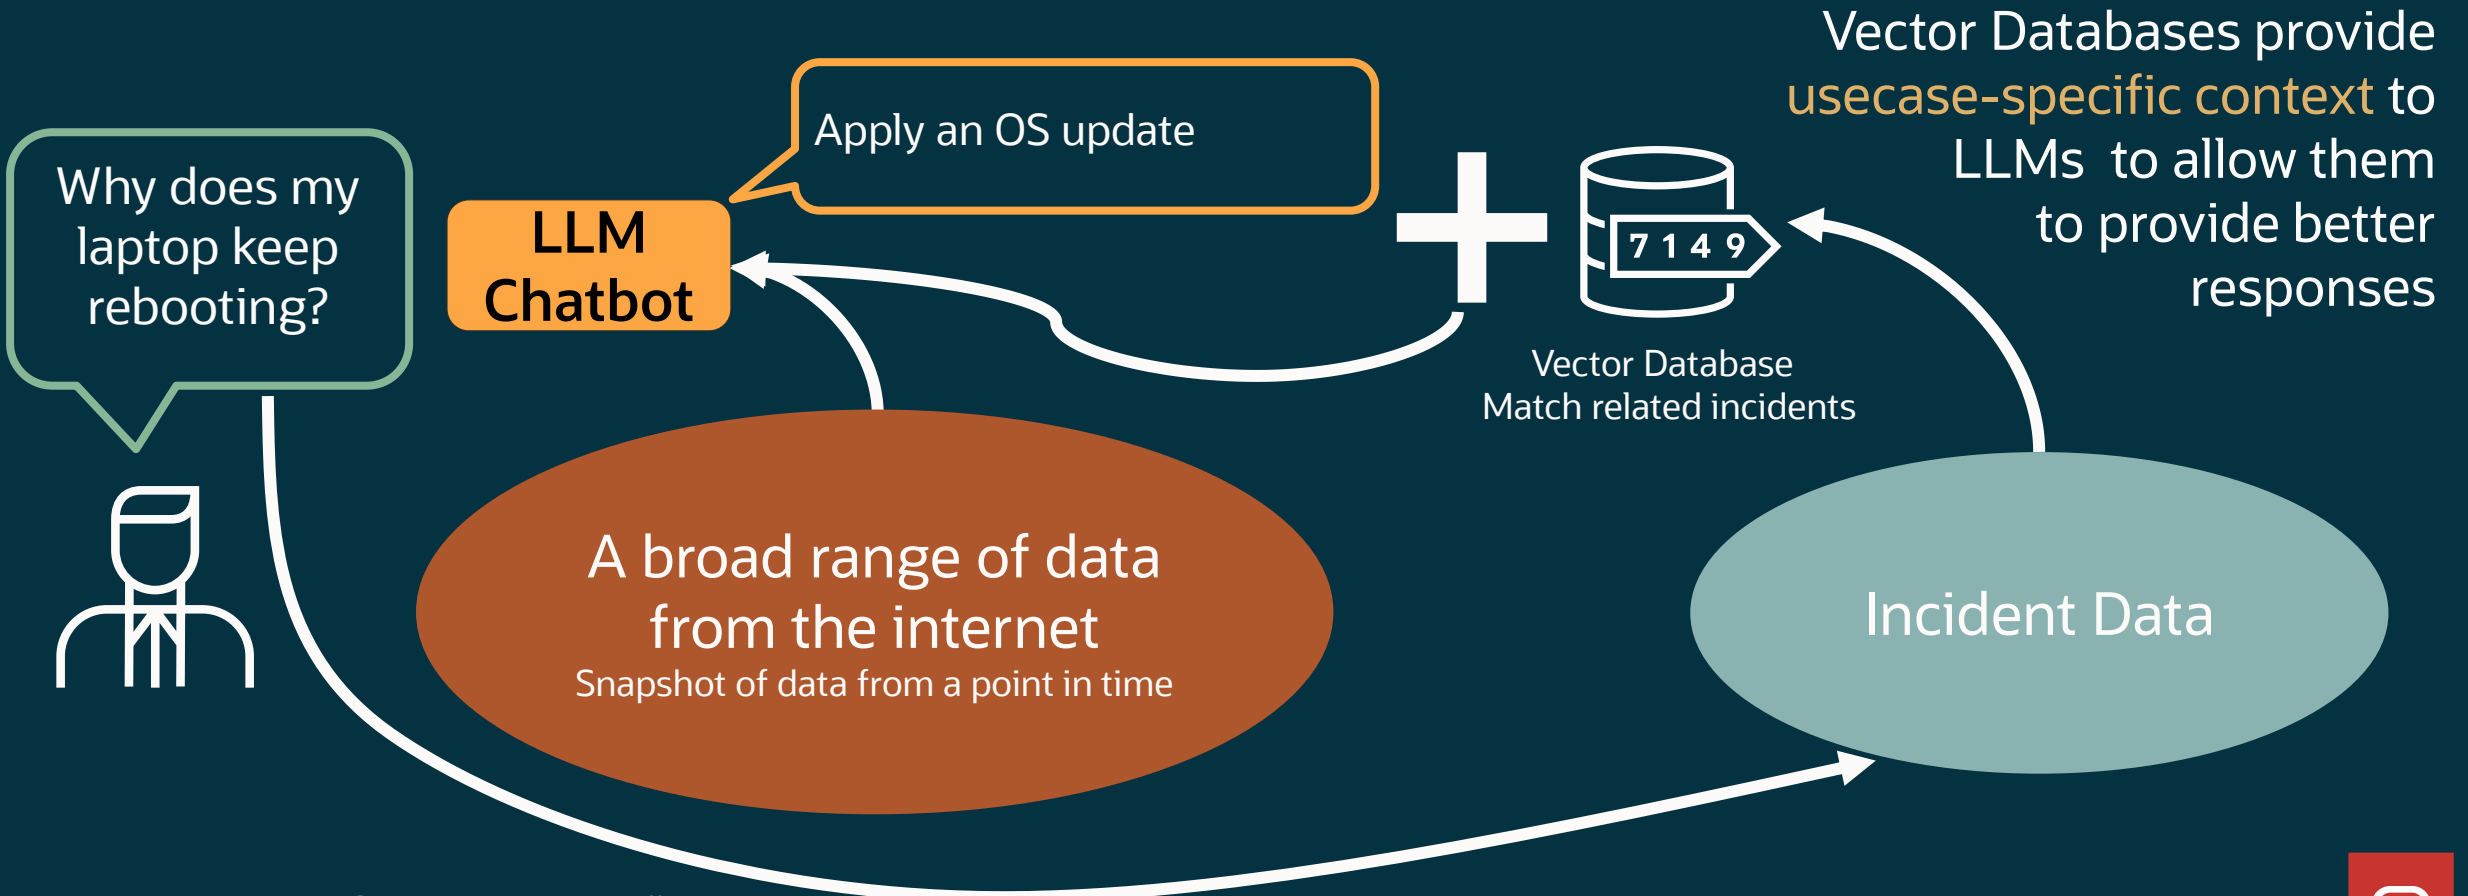 Vector Databases provide
usecase-specific context to
LLMs to allow them
to provide better
responses
Why does my
laptop keep
rebooting?
Apply an OS update
LLM
Chatbot
7 1 4 9
Vector Database
Match related incidents
A broad range of data
from the internet
Snapshot of data from a point in time
Incident Data